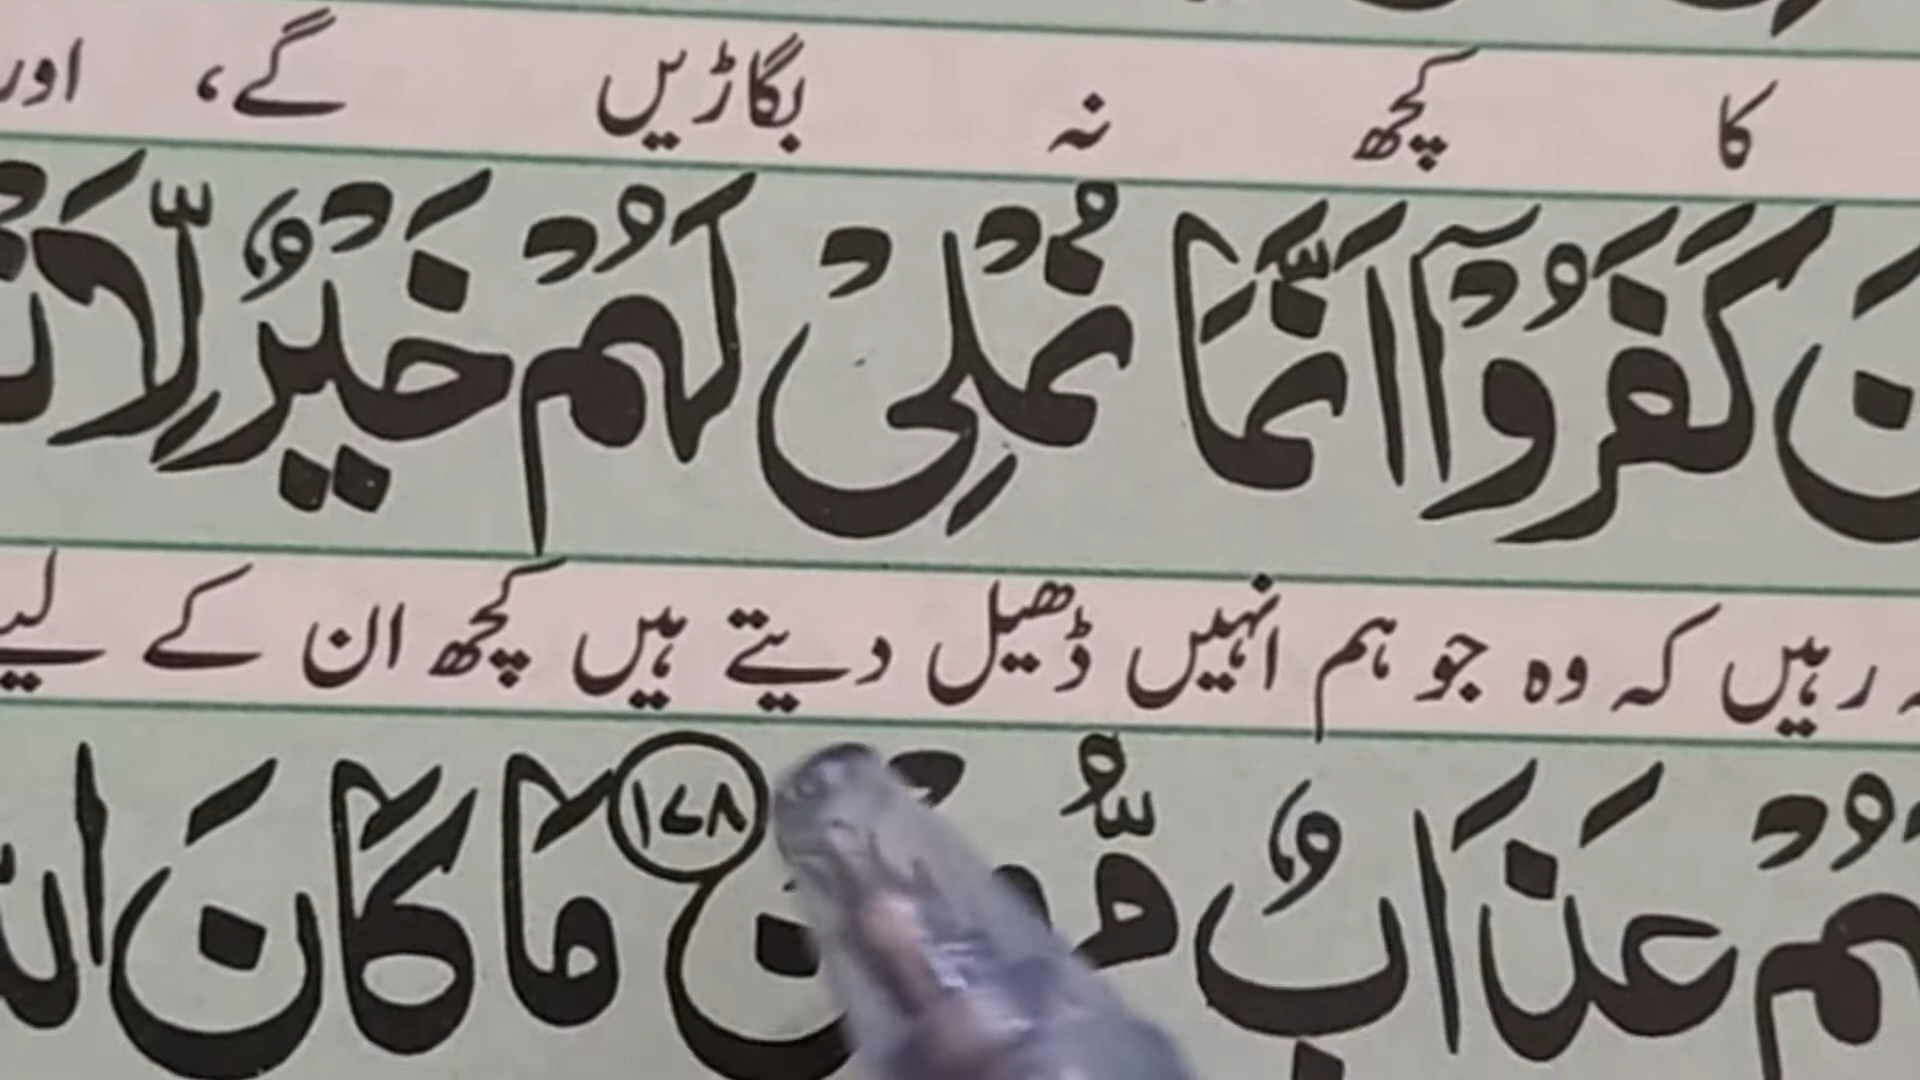 کا کچھ نہ بگاڑیں گے، اور
كَفَرُوْۤا اَنَّمَا نُمْلِىْ لَهُمْ خَيْرٌ لِّاَنْ
رہیں کہ وہ جو ہم انہیں ڈھیل دیتے ہیں کچھ ان کے لیے
عَذَابٌ ١٧٨ مَا كَانَ